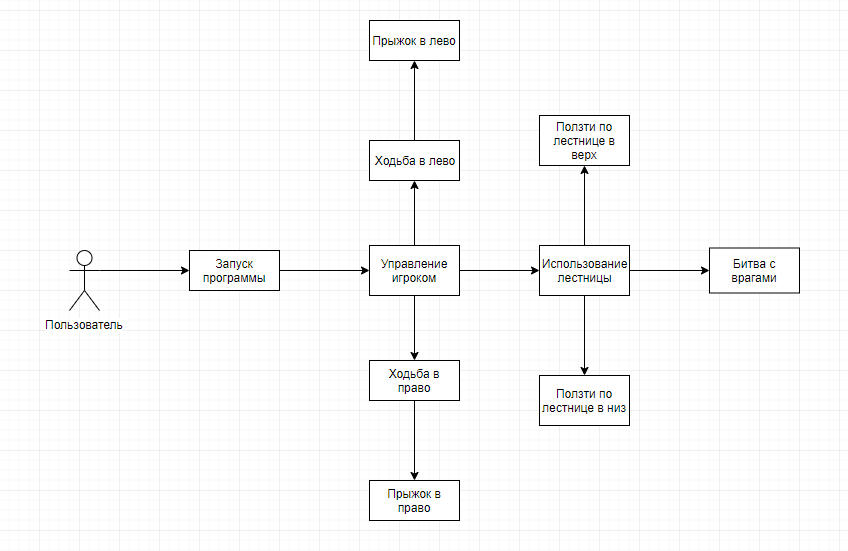 Прыжок в лево
Ходьба в лево
Ползти по
лестнице в
верх
Пользователь
Запуск
программы
Управление
игроком
Использование
лестницы
Битва с
врагами
Ходьба в
право
Ползти по
лестнице в низ
Прыжок в
право